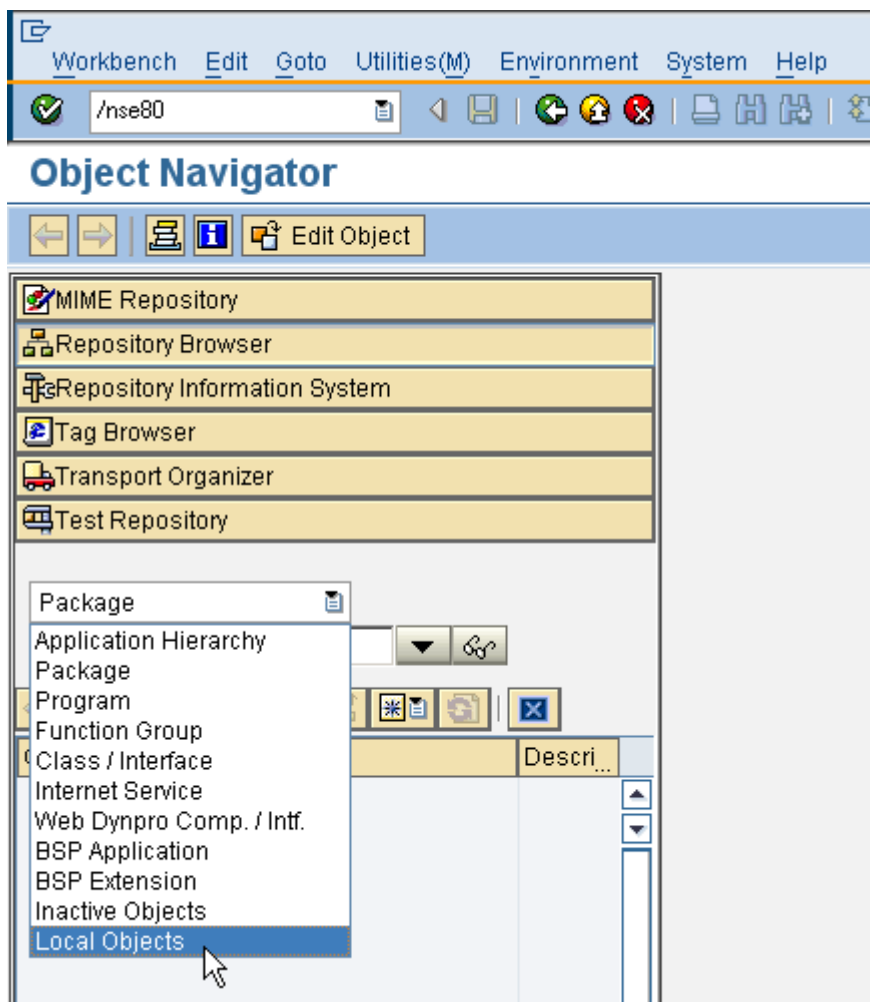 Workbench Edit Goto Utilities(M) Environment System Help
/nse80
Object Navigator
Edit Object
MIME Repository
Repository Browser
Repository Information System
Tag Browser
Transport Organizer
Test Repository
Package
Application Hierarchy
Package
Program
Function Group
Class / Interface
Internet Service
Web Dynpro Comp. / Intf.
BSP Application
BSP Extension
Inactive Objects
Local Objects
Descri...